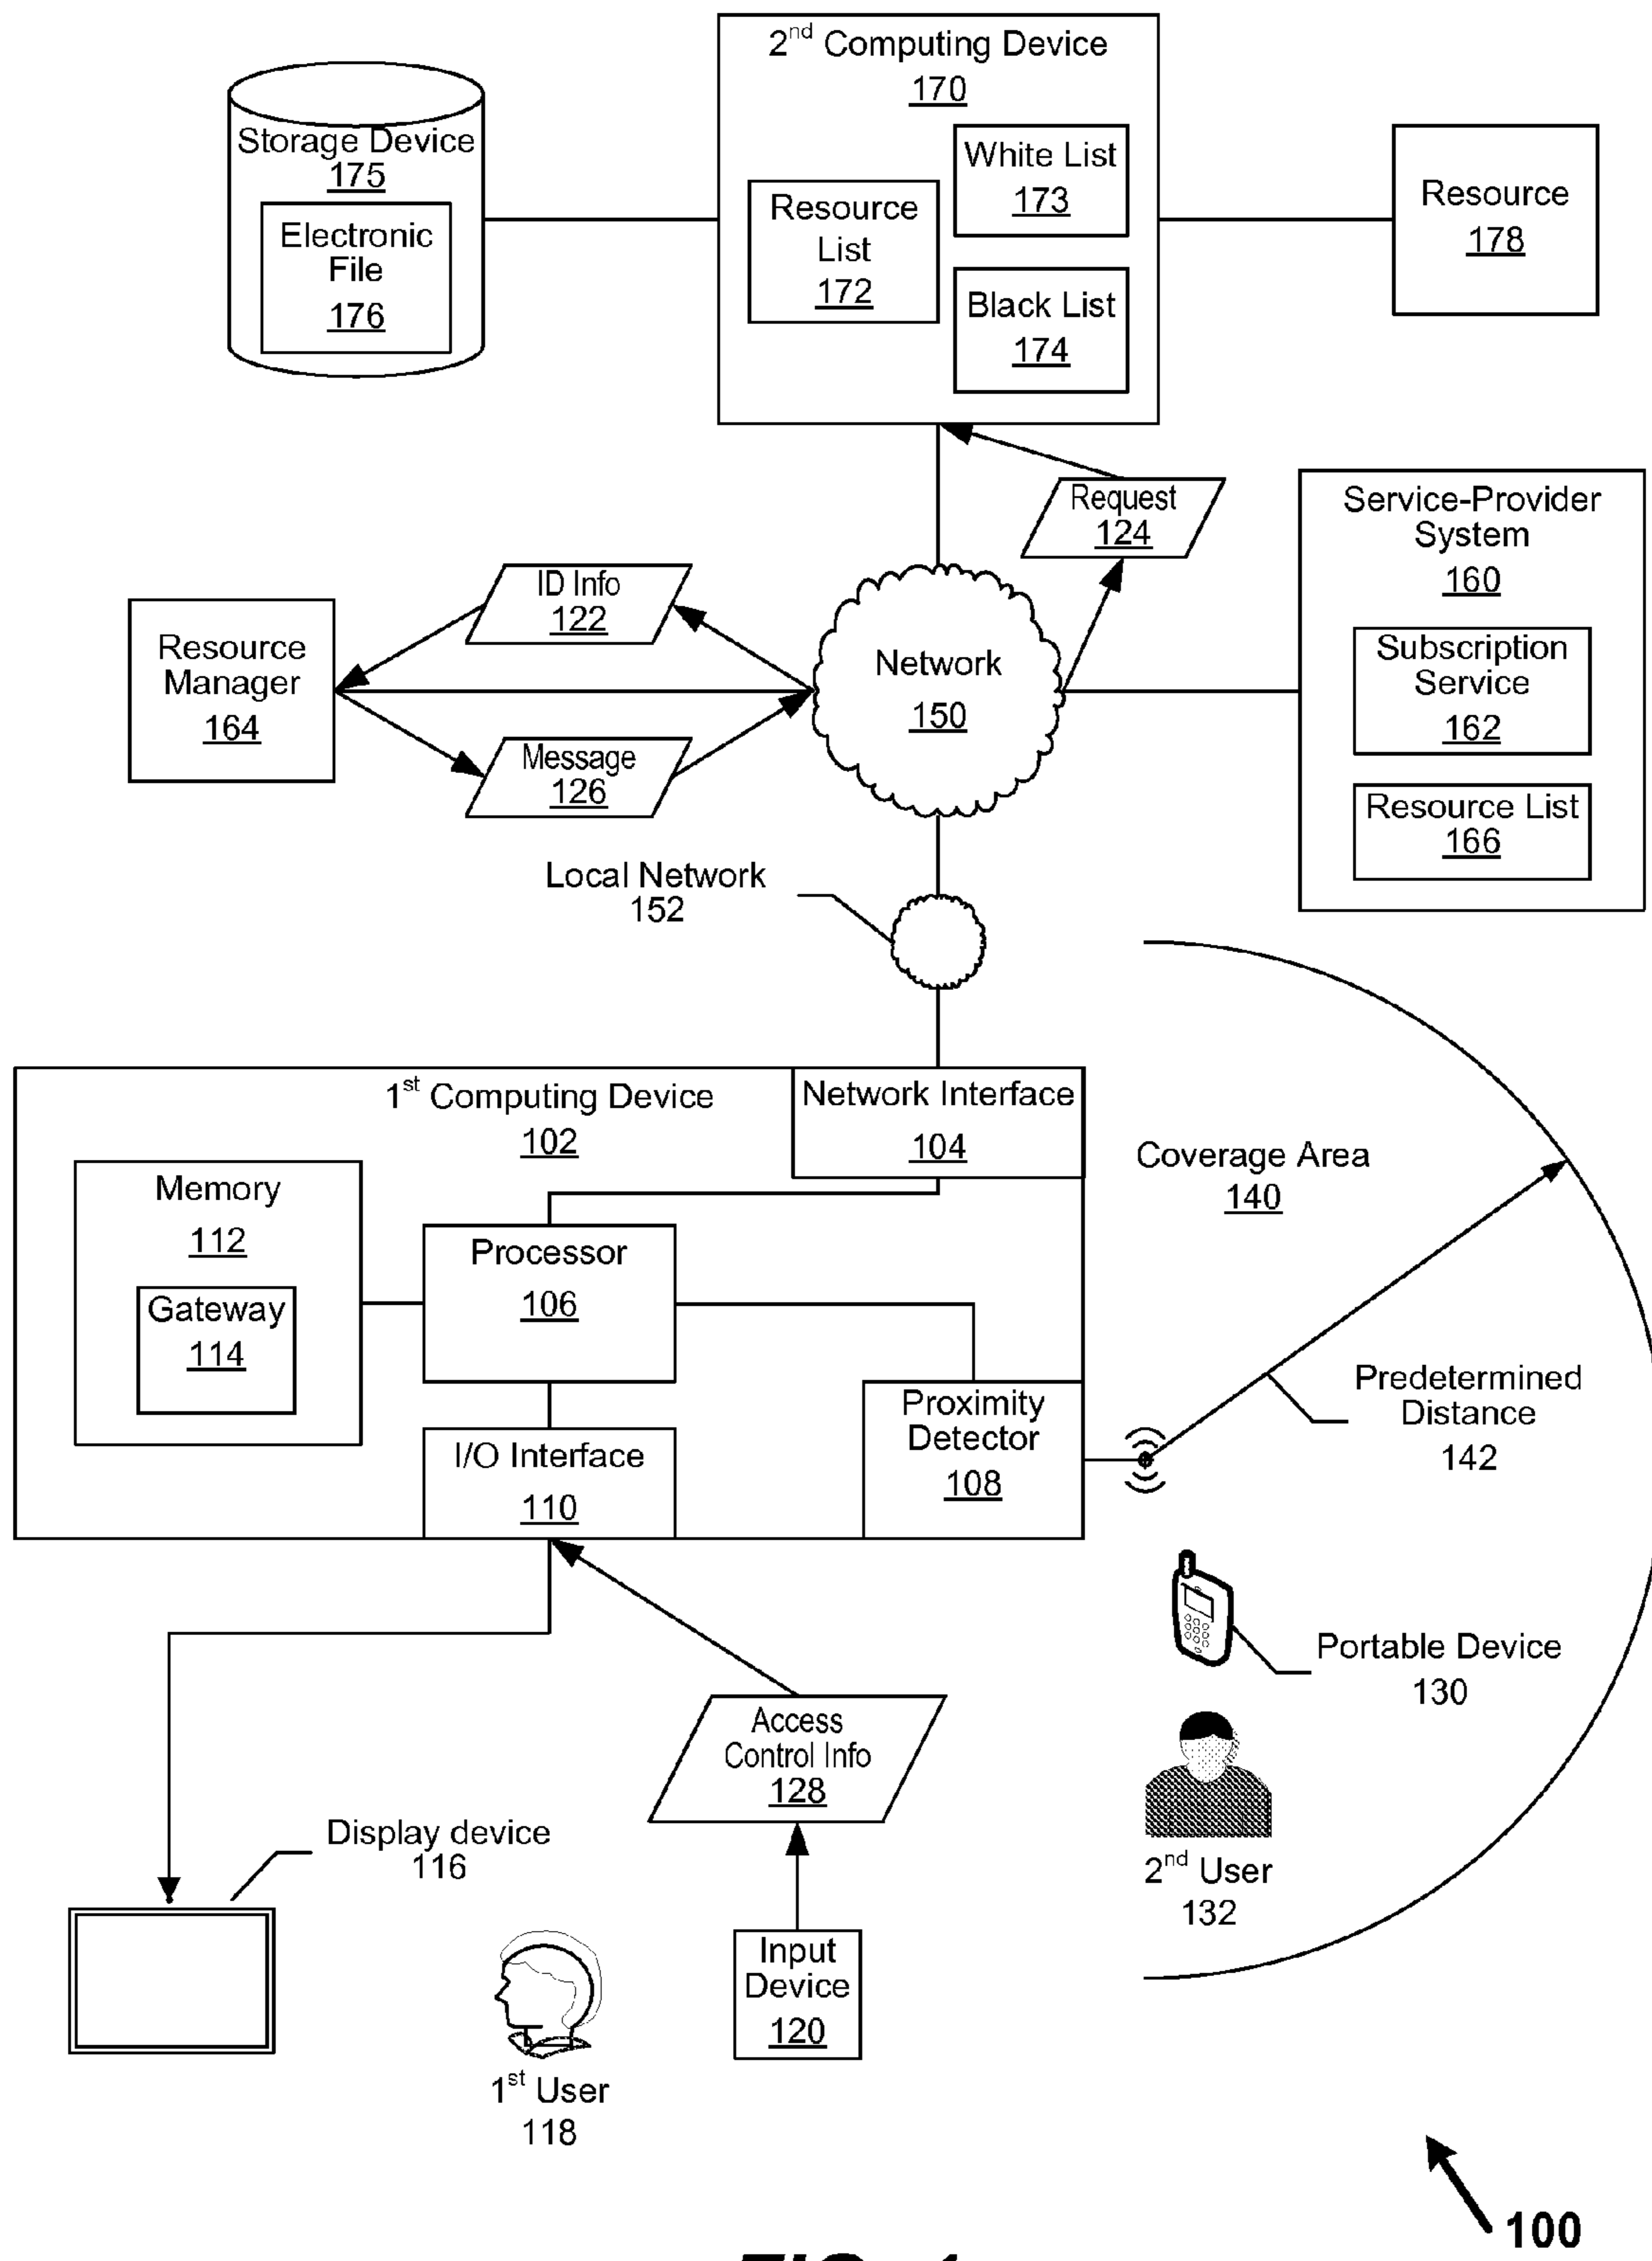 2nd Computing Device
170
Storage Device
175
Electronic
File
176
Resource
List
172
White List
173
Black List
174
Resource
178
Request
124
Service-Provider
System
160
Subscription
Service
162
Resource List
166
ID Info
122
Resource
Manager
164
Message
126
Network
150
Local Network
152
1st Computing Device
102
Network Interface
104
Memory
112
Gateway
114
Processor
106
I/O Interface
110
Proximity
Detector
108
Coverage Area
140
Predetermined
Distance
142
Portable Device
130
2nd User
132
Access
Control Info
128
Display device
116
Input
Device
120
1st User
118
100